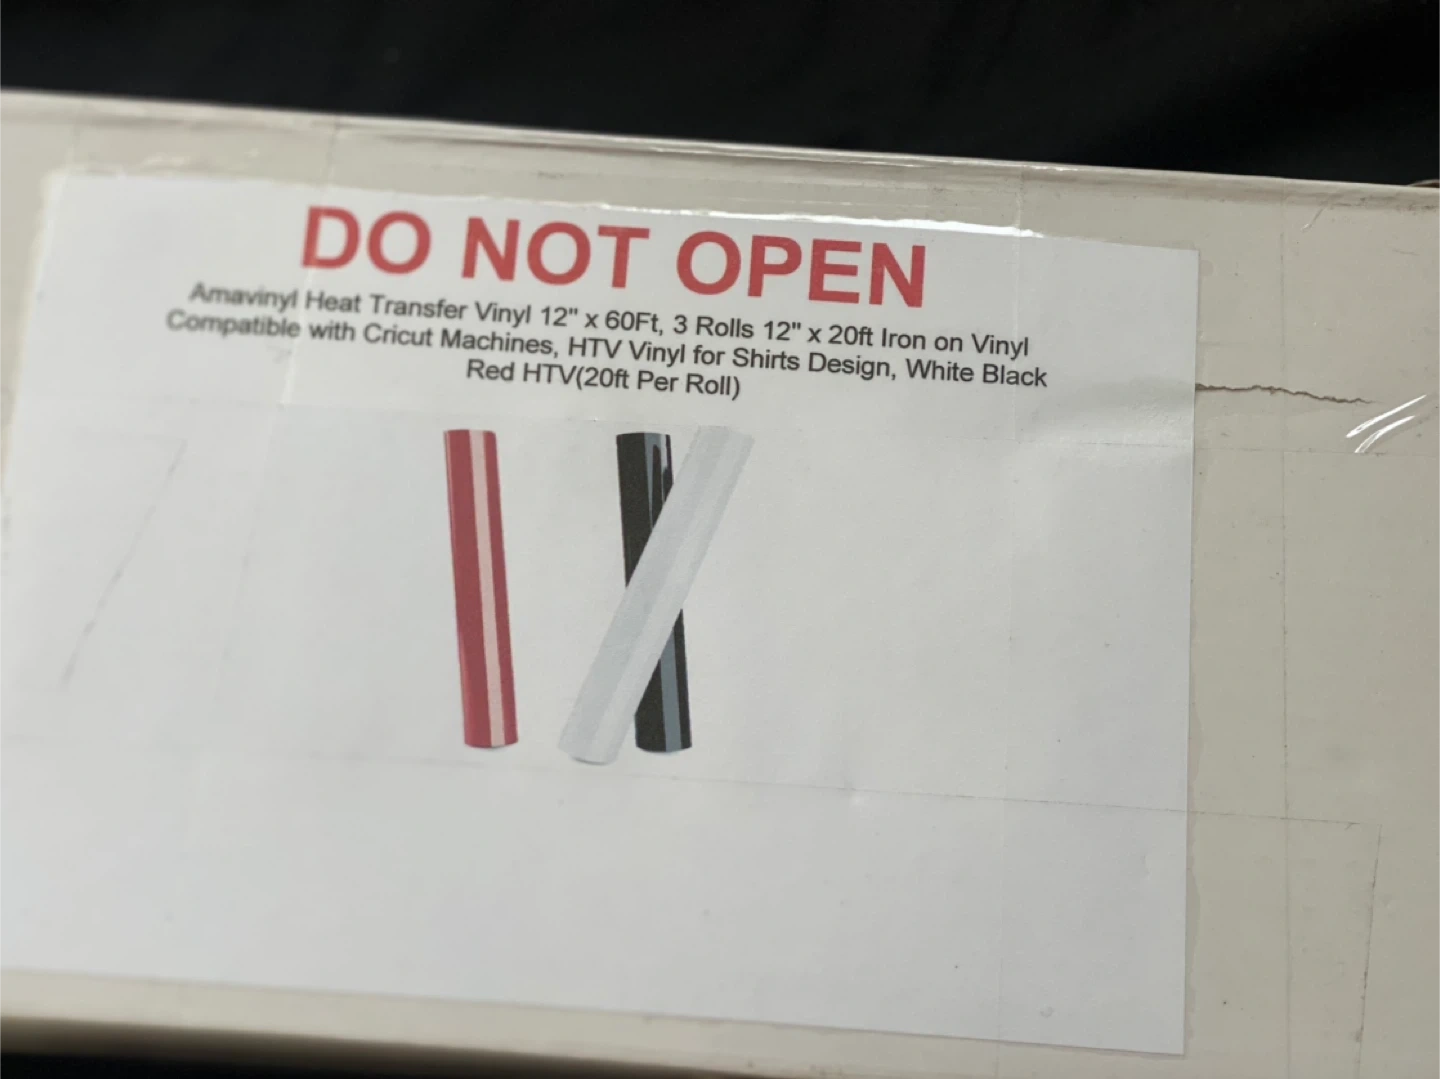 DO NOT OPEN
Amavinyl Heat Transfer Vinyl 12" x 60Ft, 3 Rolls 12" x 20ft Iron on Vinyl
Compatible with Cricut Machines, HTV Vinyl for Shirts Design, White Black
Red HTV(20ft Per Roll)